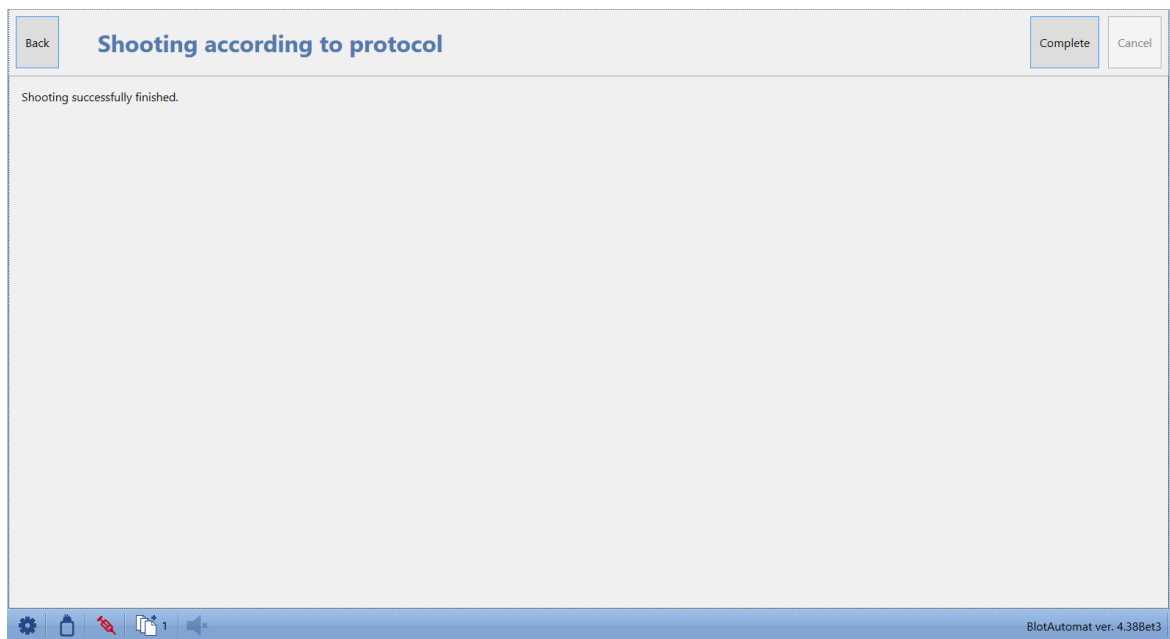 Back
Shooting according to protocol
Complete
Cancel
Shooting successfully finished.
1
BlotAutomat ver. 4.38Bet3